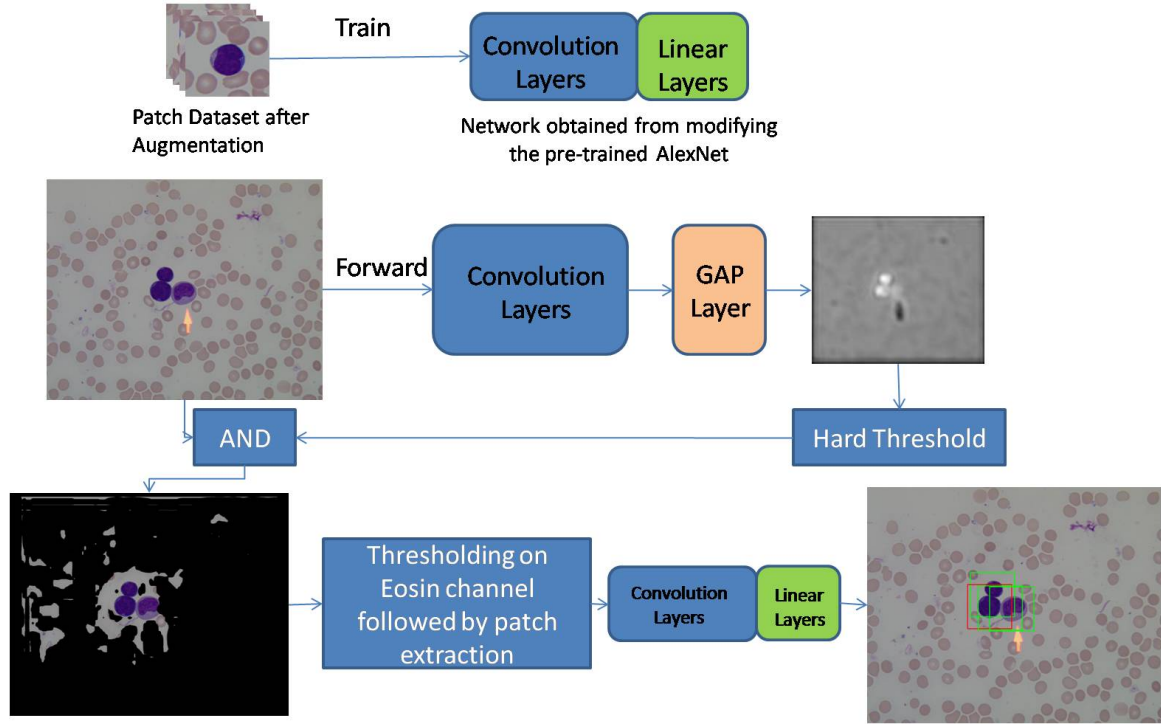 Train
Convolution
Layers
Linear
Layers
Patch Dataset after
Augmentation
Network obtained from modifying
the pre-trained AlexNet
Forward
Convolution
Layers
GAP
Layer
AND
Hard Threshold
Thresholding on
Eosin channel
followed by patch
extraction
Convolution
Layers
Linear
Layers